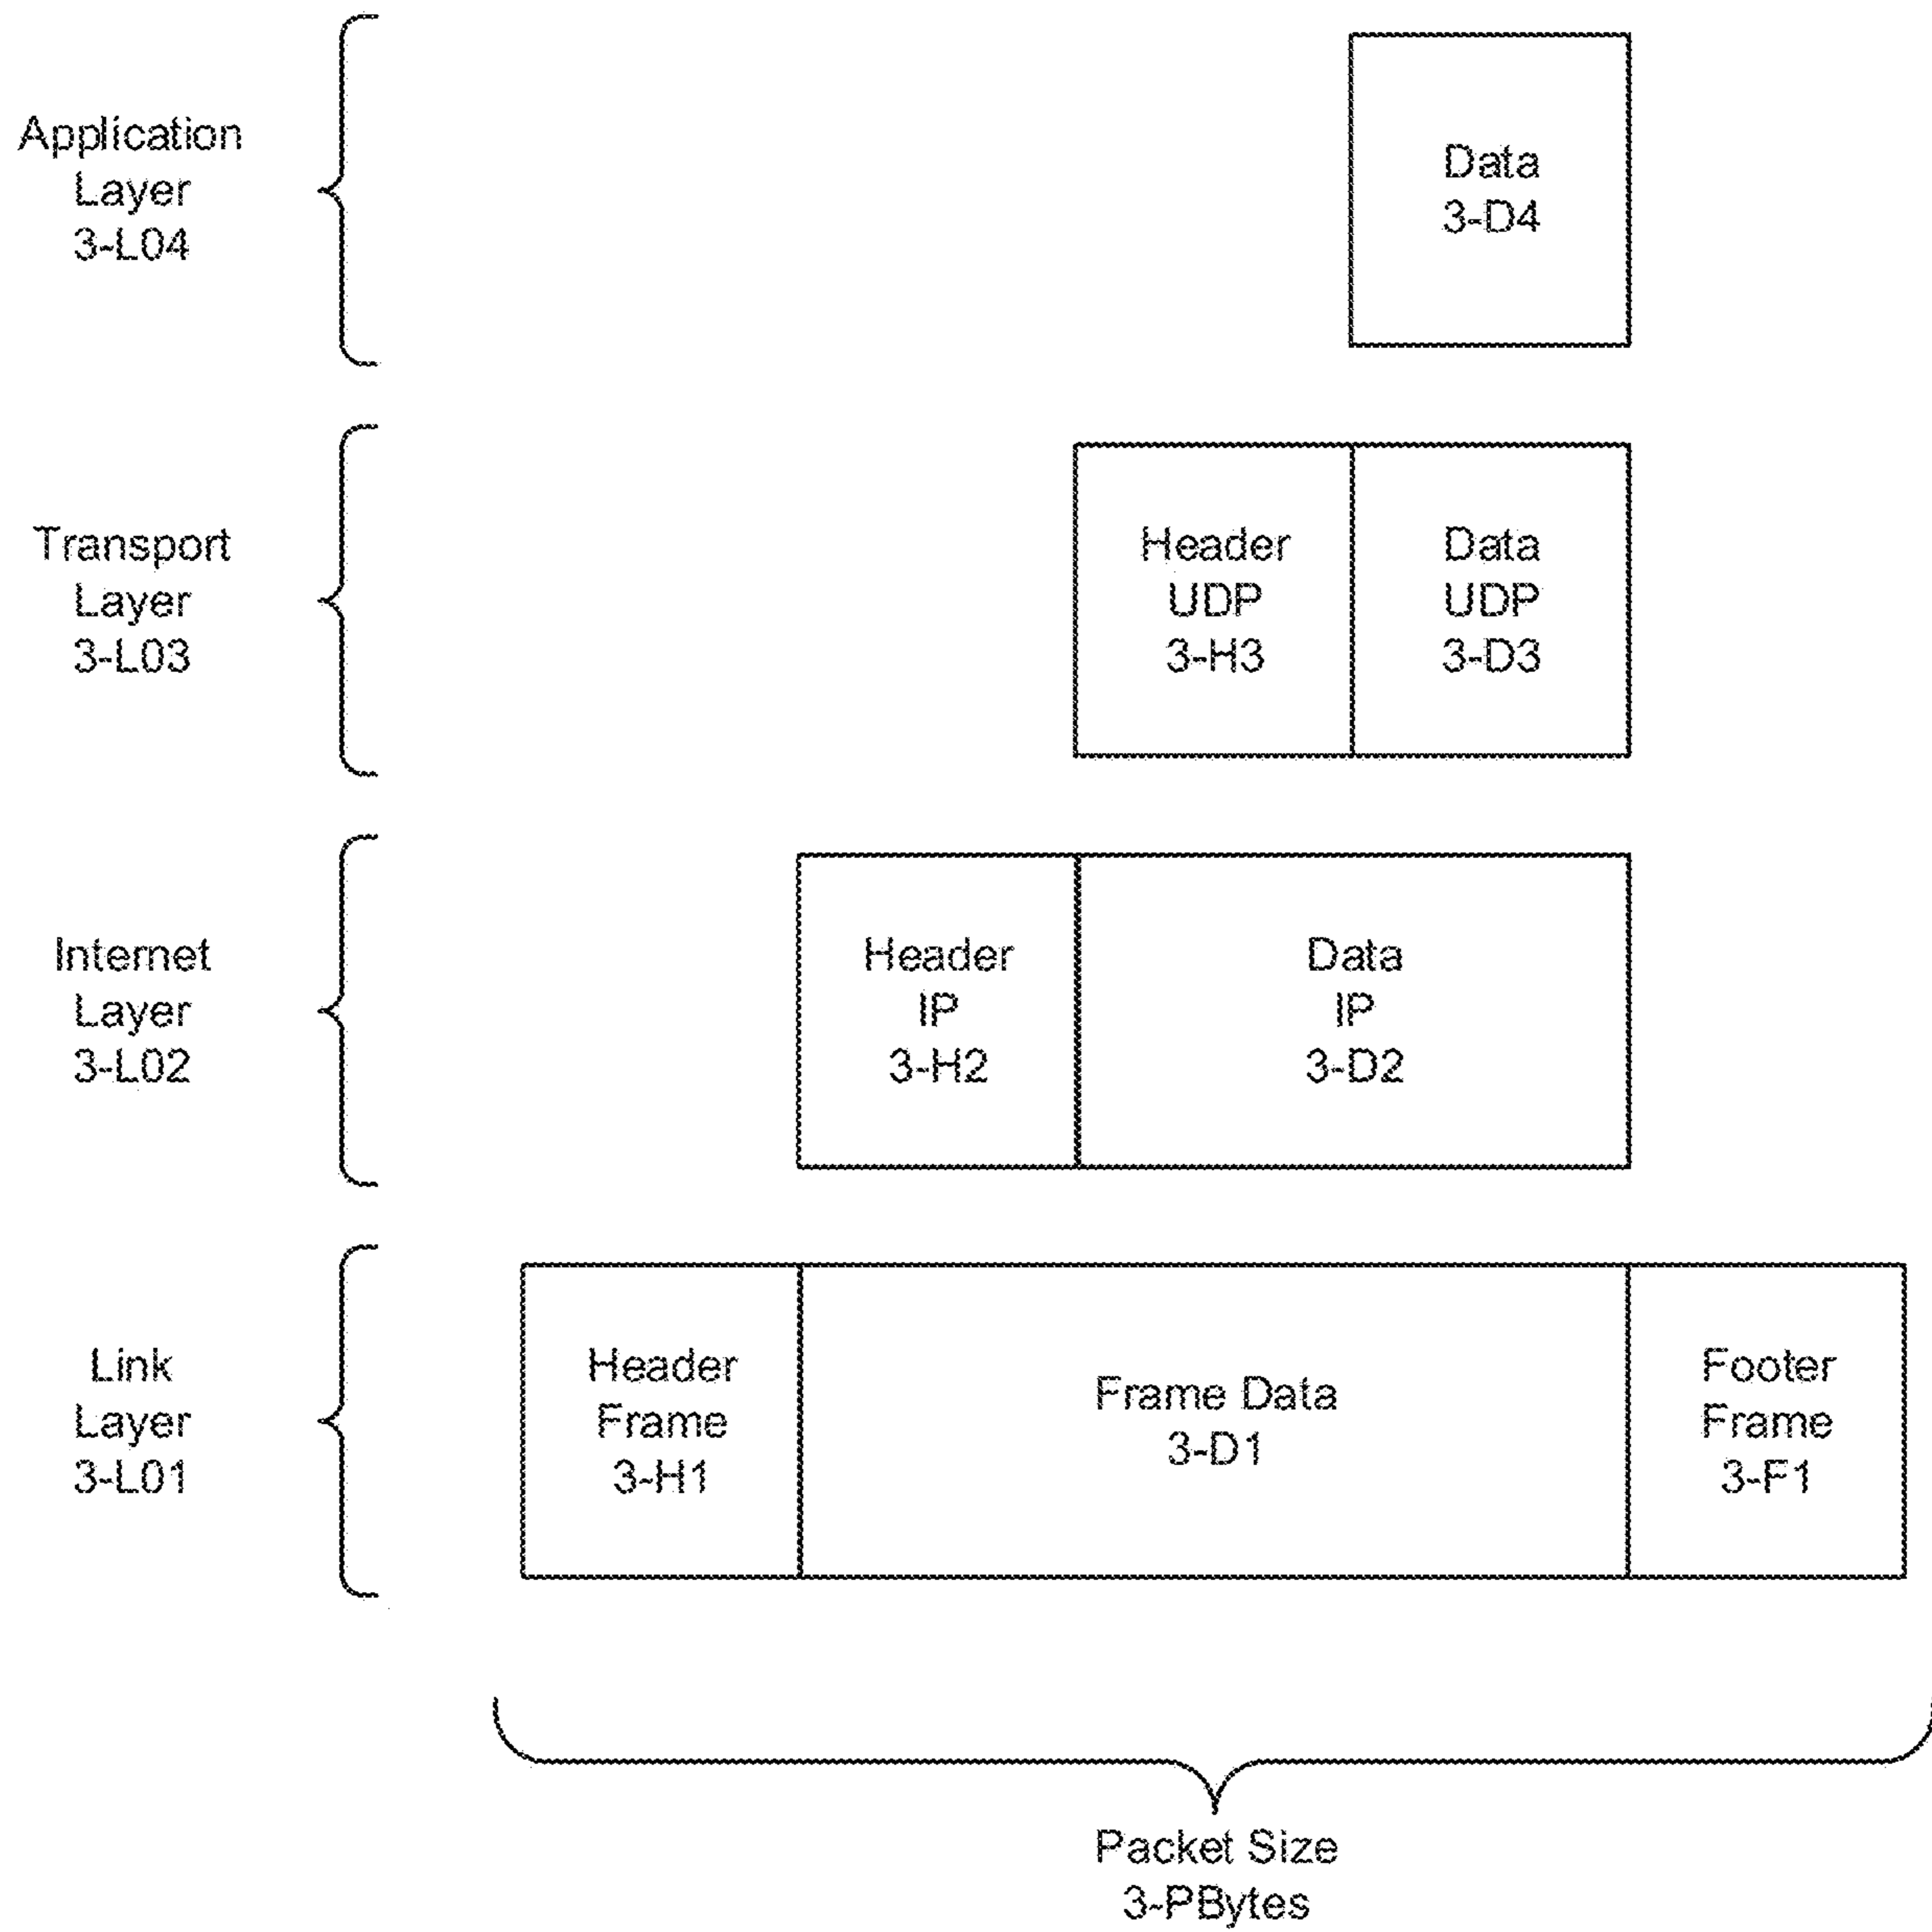 Application
Layer
3-L04
Data
3-D4
Transport
Layer
3-L03
Header
UDP
3-H3
Data
UDP
3-D3
Internet
Layer
3-L02
Header
IP
3-H2
Data
IP
3-D2
Link
Layer
3-L01
Header
Frame
3-H1
Frame Data
3-D1
Footer
Frame
3-F1
Packet Size
3-PBytes